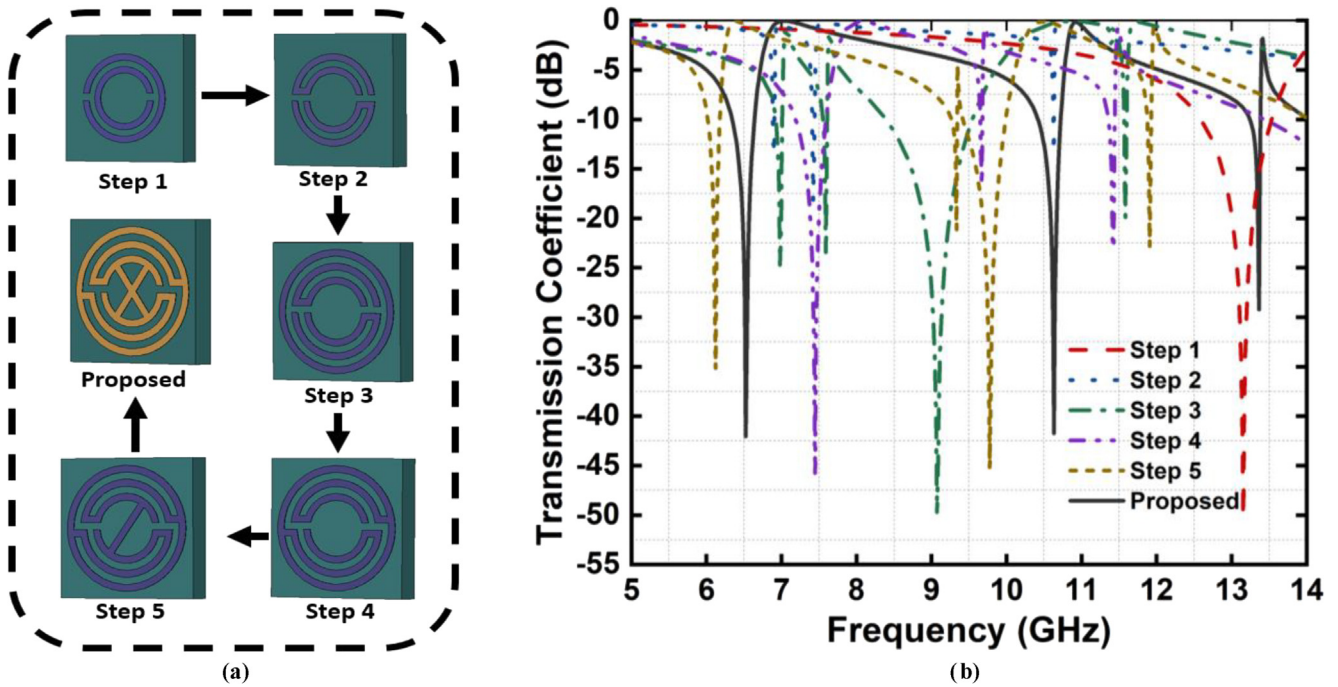 Step 1
Step 2
Proposed
Step 3
Step 5
Step 4
(a)
Transmission Coefficient (dB)
0
-5
-10
-15
-20
-25
-30
-35
-40
-45
-50
-55
Step 1
Step 2
Step 3
Step 4
Step 5
Proposed
5 6 7 8 9 10 11 12 13 14
Frequency (GHz)
(b)